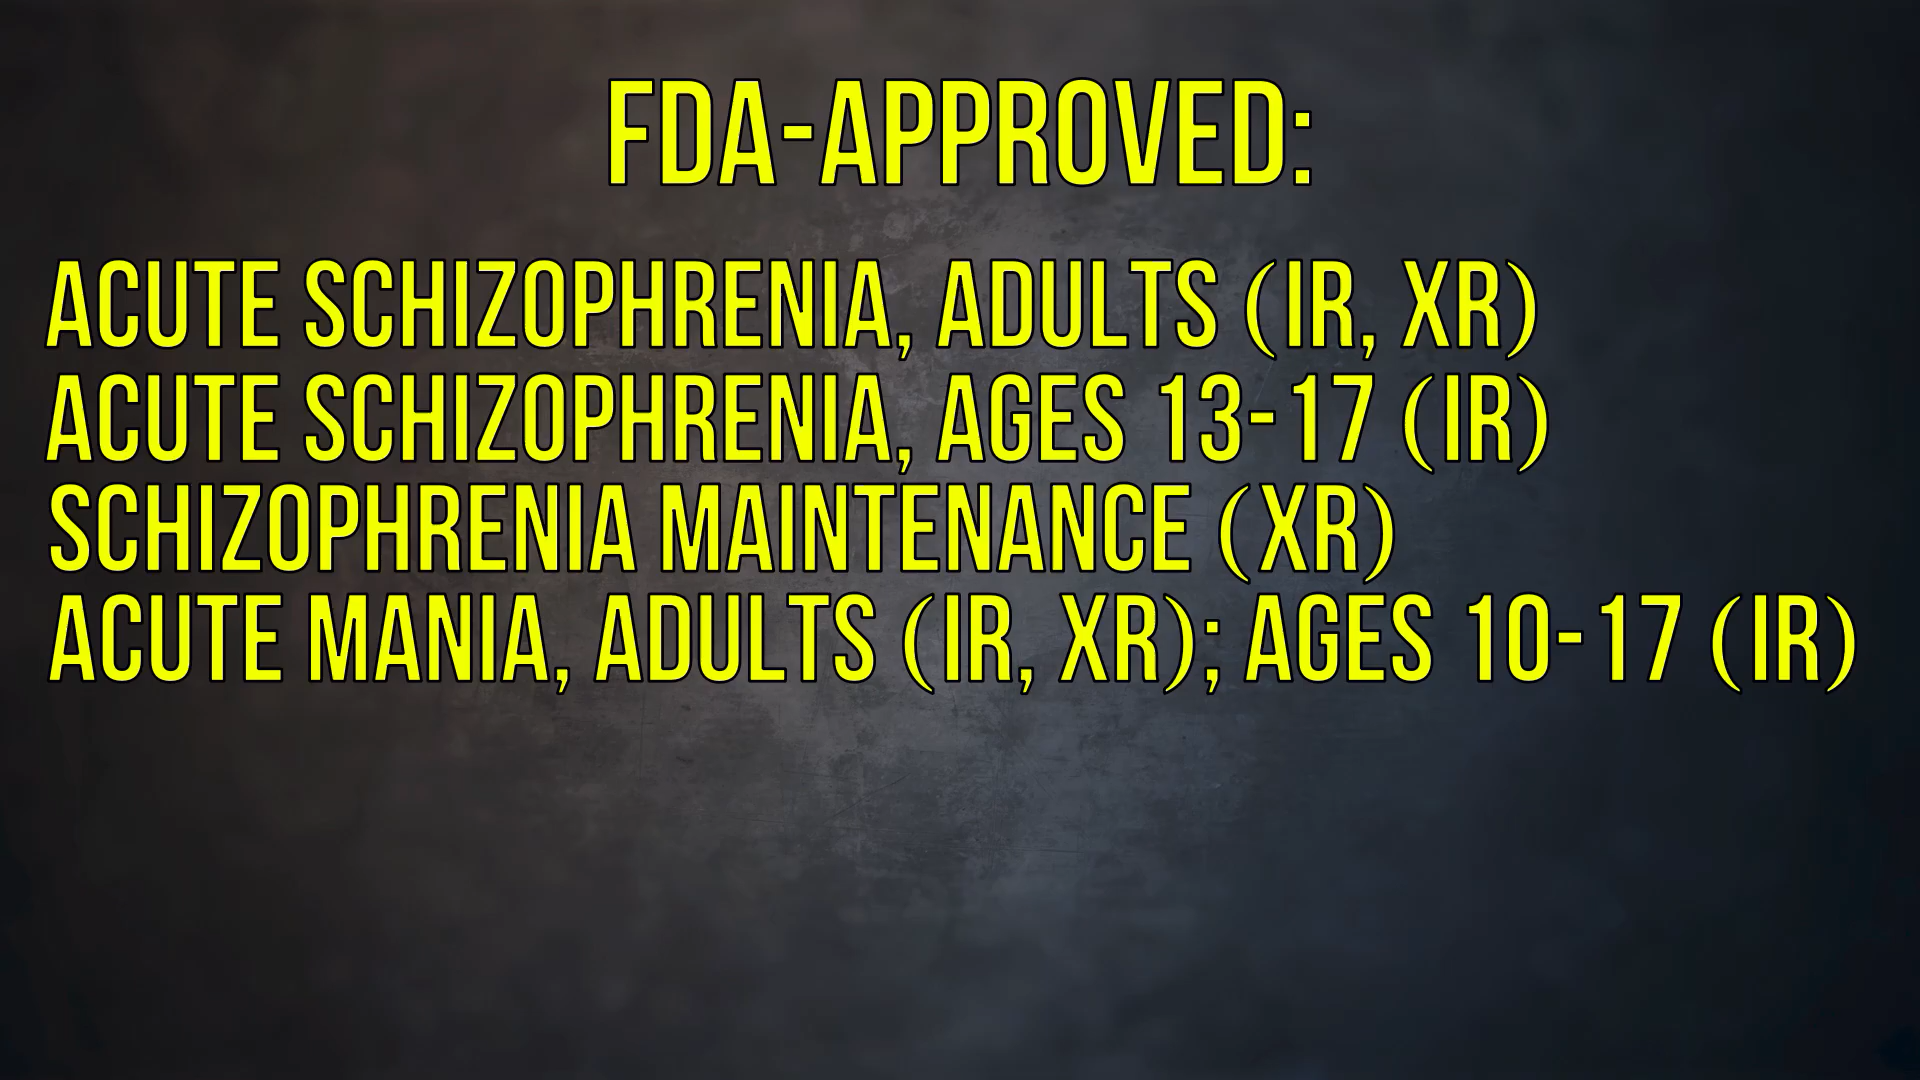 FDA-APPROVED:
ACUTE SCHIZOPHRENIA, ADULTS (IR, XR)
ACUTE SCHIZOPHRENIA, AGES 13-17 (IR)
SCHIZOPHRENIA MAINTENANCE (XR)
ACUTE MANIA, ADULTS (IR, XR); AGES 10-17 (IR)